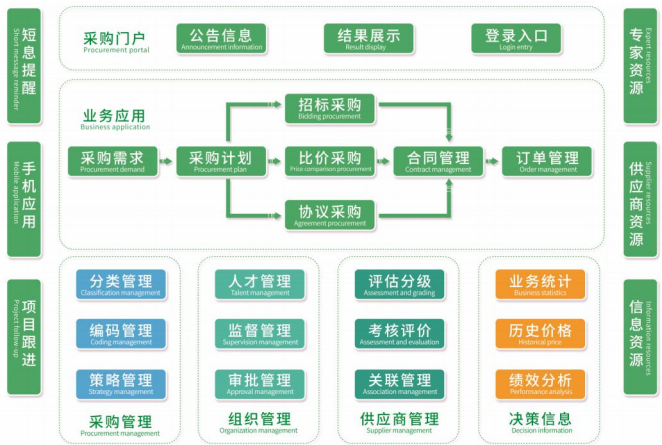 短息提醒
Short message reminder
手机应用
Mobile application
项目跟进
Project follow-up
采购门户
Procurement portal
公告信息
Announcement information
结果展示
Result display
登录入口
Login entry
业务应用
Business application
招标采购
Bidding procurement
采购需求
Procurement demand
采购计划
Procurement plan
比价采购
Price comparison procurement
合同管理
Contract management
订单管理
Order management
协议采购
Agreement procurement
分类管理
Classification management
编码管理
Coding management
策略管理
Strategy management
采购管理
Procurement management
人才管理
Talent management
监督管理
Supervision management
审批管理
Approval management
组织管理
Organization management
评估分级
Assessment and grading
考核评价
Assessment and evaluation
关联管理
Association management
供应商管理
Supplier management
业务统计
Business statistics
历史价格
Historical price
绩效分析
Performance analysis
决策信息
Decision information
专家资源
Expert resources
供应商资源
Supplier resources
信息资源
Information resources